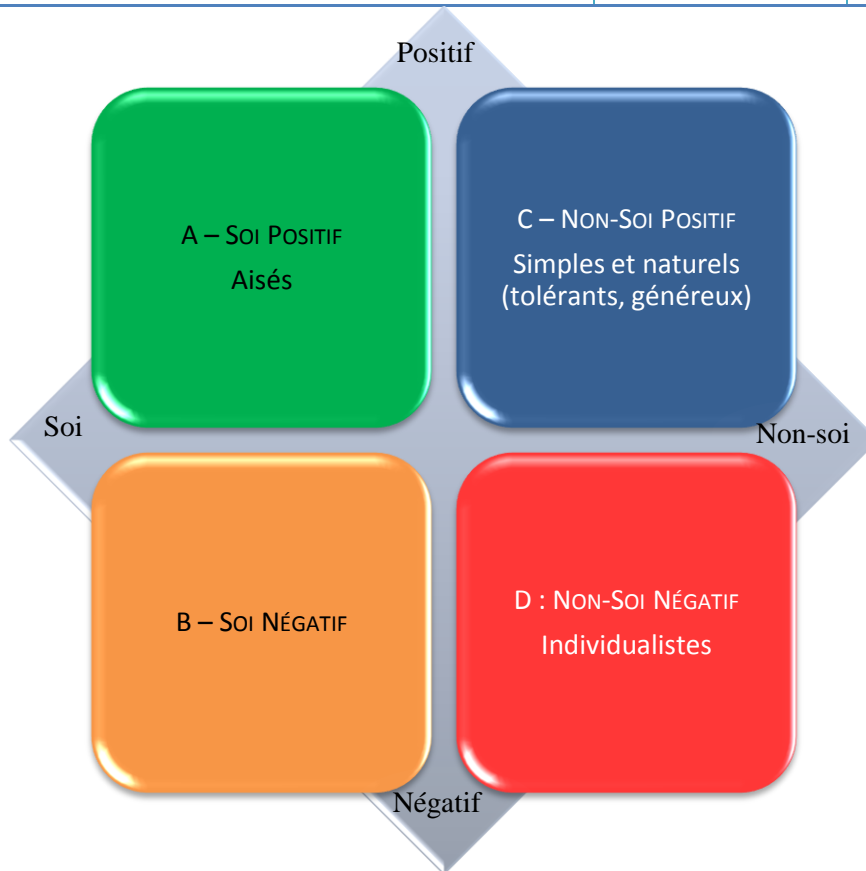 Positif
A – SOI POSITIF
Aisés
C – NON-SOI POSITIF
Simples et naturels
(tolérants, généreux)
Soi
Non-soi
B – SOI NÉGATIF
D : NON-SOI NÉGATIF
Individualistes
Négatif